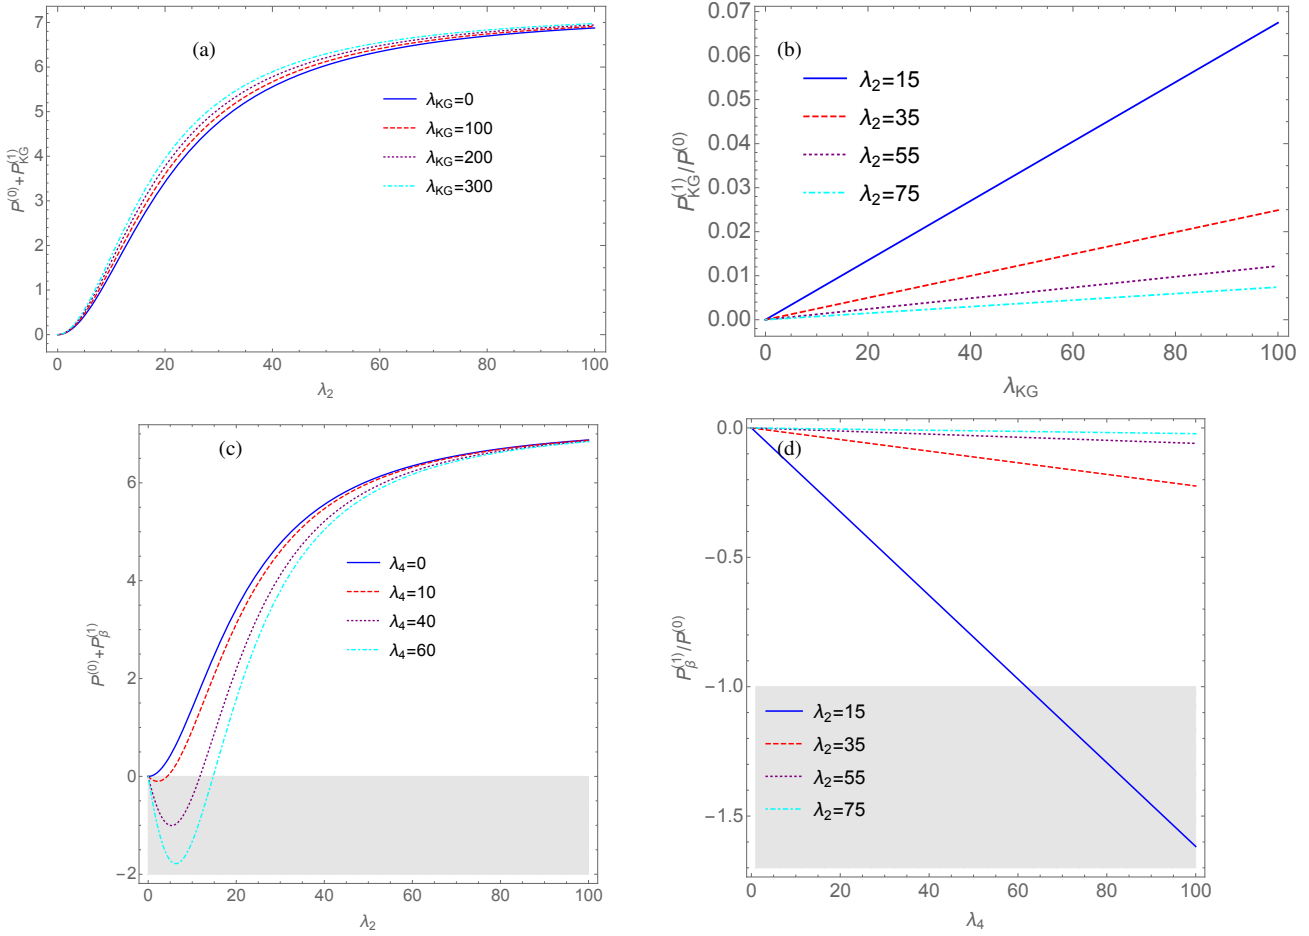 (a)
P(0)+P(1)KG
7
6
5
4
3
2
1
0
λKG=0
λKG=100
λKG=200
λKG=300
0 20 40 60 80 100
λ2
(b)
P(1)KG/P(0)
0.07
0.06
0.05
0.04
0.03
0.02
0.01
0.00
λ2=15
λ2=35
λ2=55
λ2=75
0 20 40 60 80 100
λKG
(c)
P(0)+P(1)β
6
4
2
0
−2
λ4=0
λ4=10
λ4=40
λ4=60
0 20 40 60 80 100
λ2
(d)
P(1)β/P(0)
0.0
−0.5
−1.0
−1.5
λ2=15
λ2=35
λ2=55
λ2=75
0 20 40 60 80 100
λ4